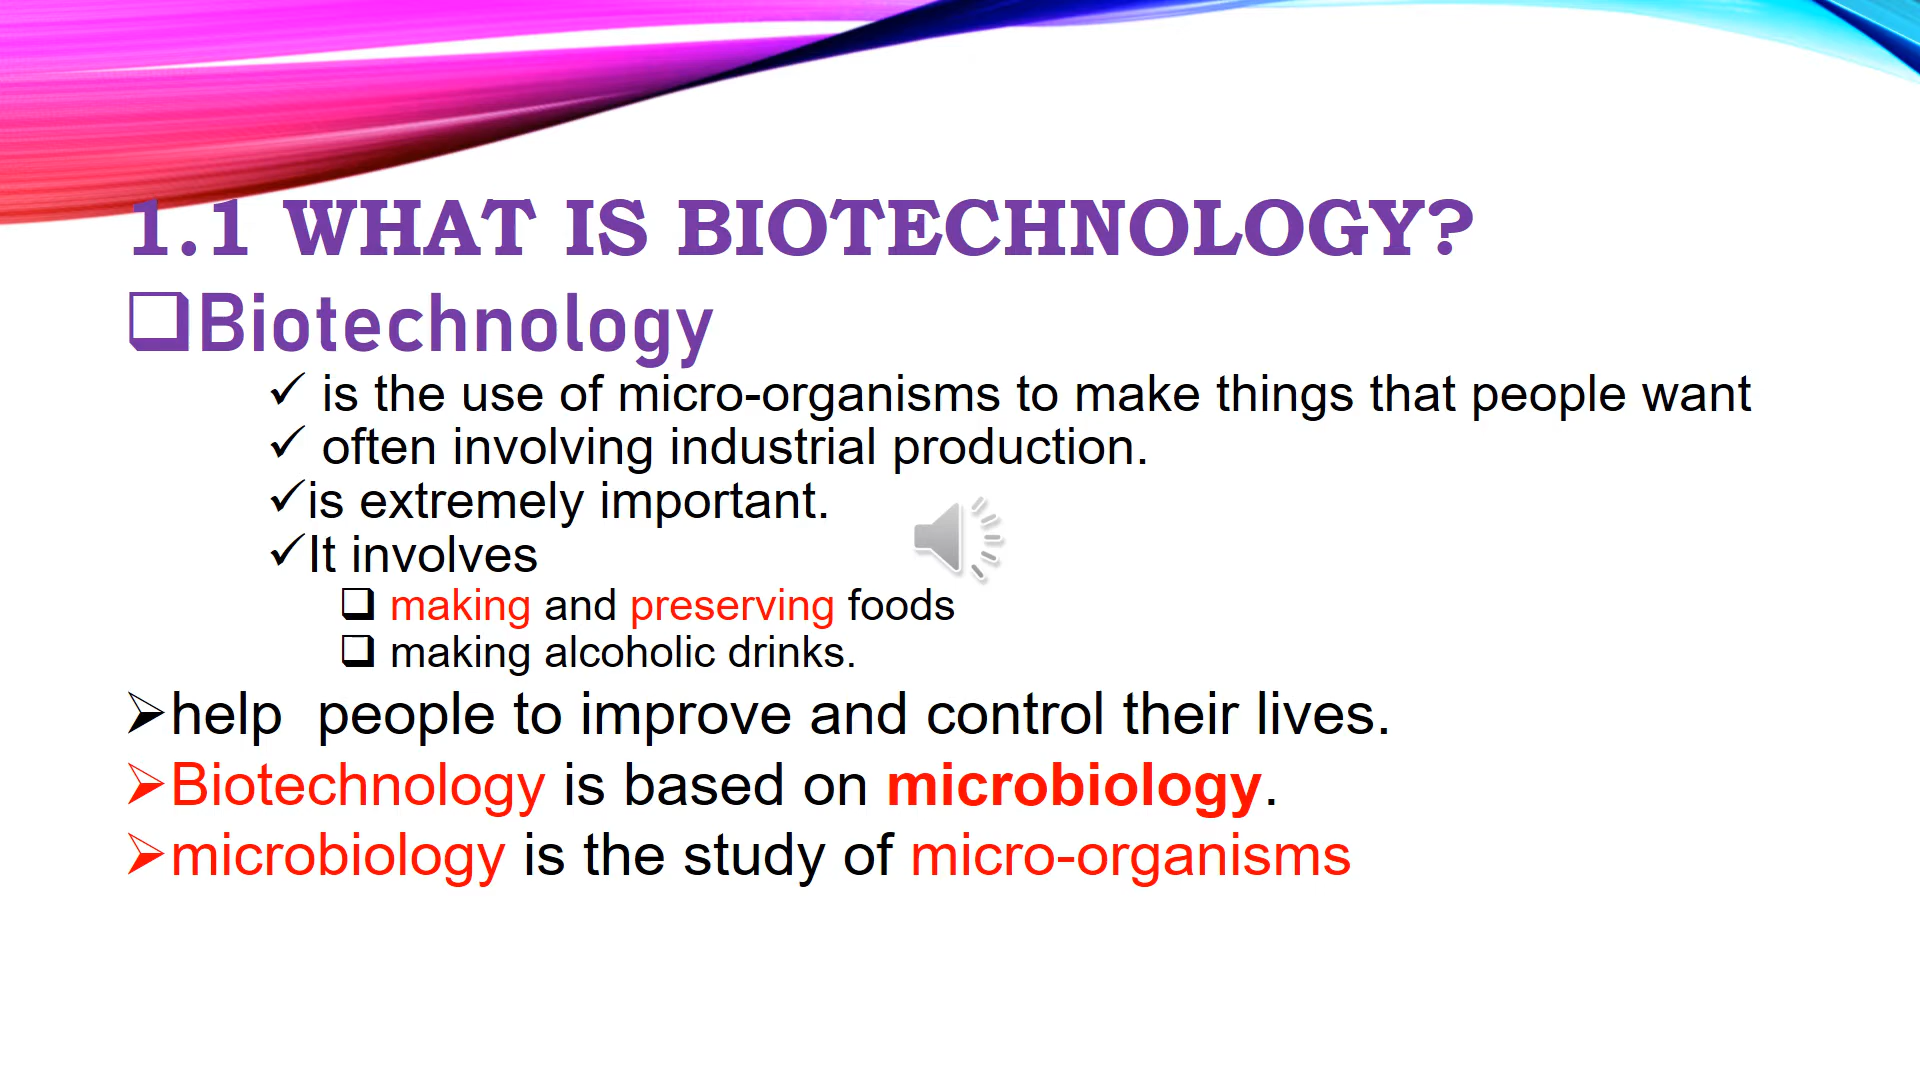 1.1 WHAT IS BIOTECHNOLOGY?
❑Biotechnology
✓ is the use of micro-organisms to make things that people want
✓ often involving industrial production.
✓is extremely important.
✓It involves
❑ making and preserving foods
❑ making alcoholic drinks.
➢help  people to improve and control their lives.
➢Biotechnology is based on microbiology.
➢microbiology is the study of micro-organisms